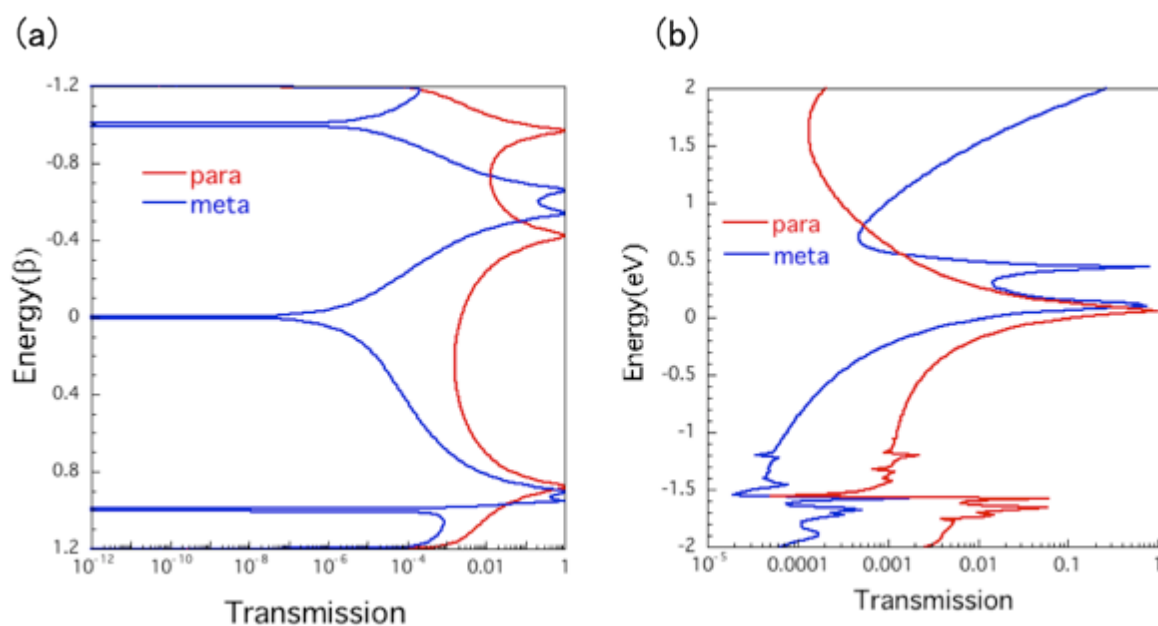 (a)
(b)
-1.2
-0.8
-0.4
0
0.4
0.8
1.2
Energy(β)
para
meta
10⁻¹²
10⁻¹⁰
10⁻⁸
10⁻⁶
10⁻⁴
0.01
1
Transmission
2
1.5
1
0.5
0
-0.5
-1
-1.5
-2
Energy(eV)
para
meta
10⁻⁵
0.0001
0.001
0.01
0.1
1
Transmission